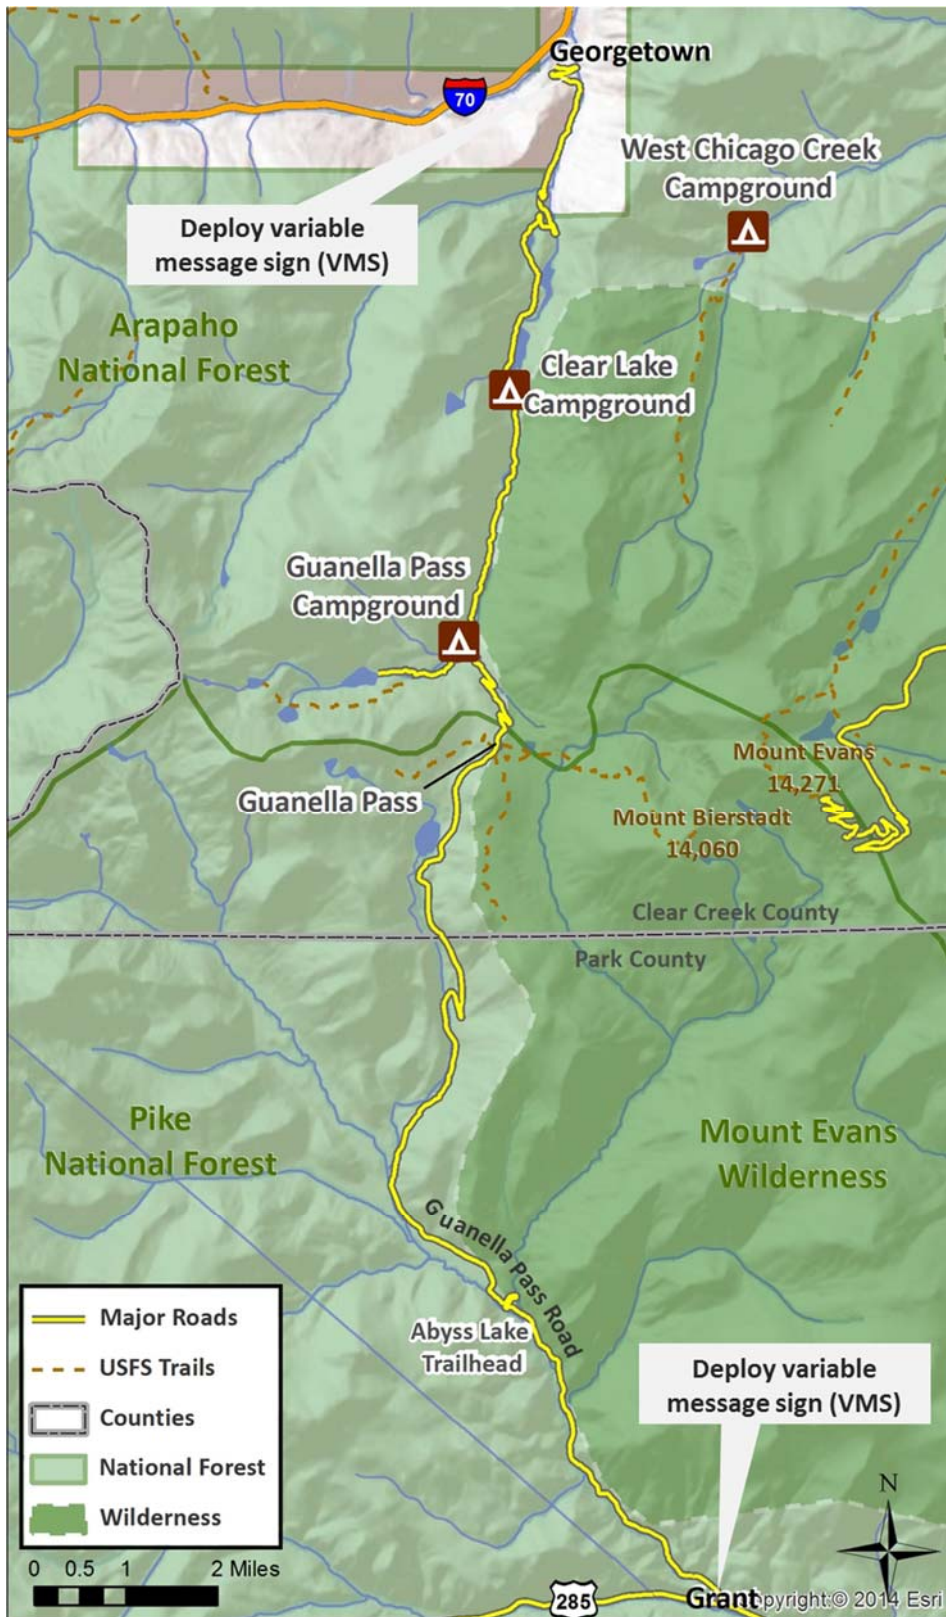 Georgetown
70
West Chicago Creek
Campground
Deploy variable
message sign (VMS)
Arapaho
National Forest
Clear Lake
Campground
Guanella Pass
Campground
Mount Evans
14,271
Guanella Pass
Mount Bierstadt
14,060
Clear Creek County
Park County
Pike
National Forest
Mount Evans
Wilderness
Guanella Pass Road
Abyss Lake
Trailhead
Deploy variable
message sign (VMS)
Major Roads
USFS Trails
Counties
National Forest
Wilderness
N
0 0.5 1 2 Miles
285
Grant
opyright:© 2014 Esri